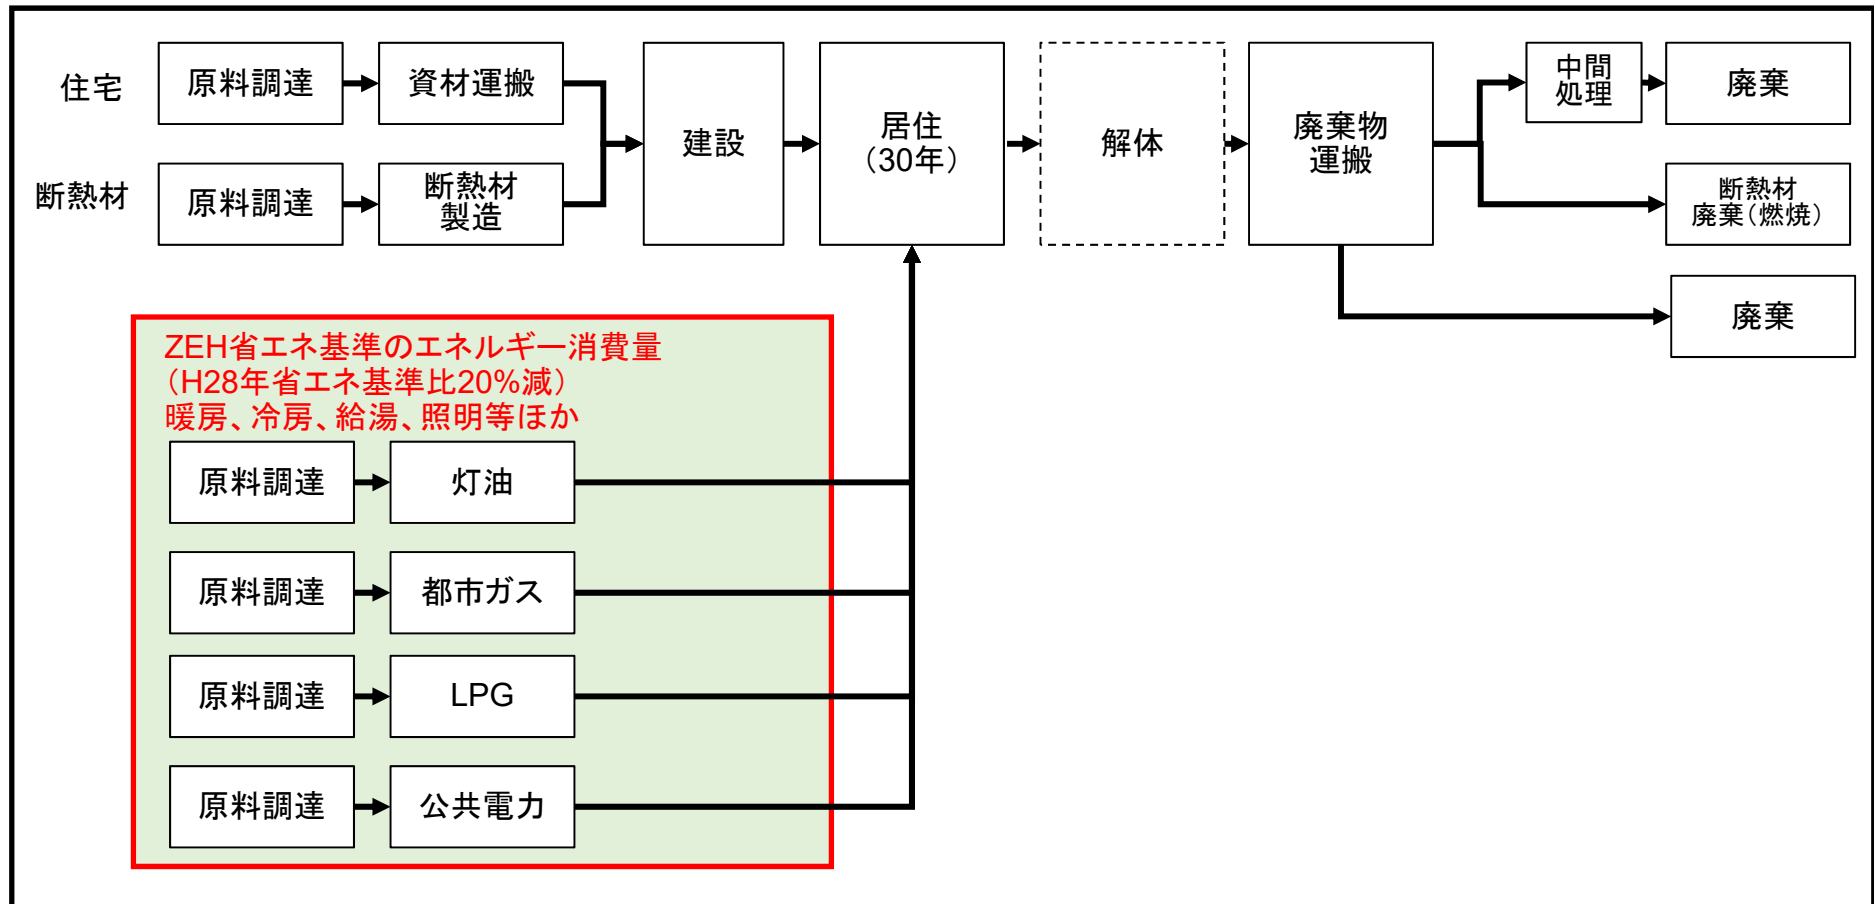 住宅
原料調達
資材運搬
断熱材
原料調達
断熱材
製造
建設
居住
（30年）
解体
廃棄物
運搬
中間
処理
廃棄
断熱材
廃棄（燃焼）
廃棄
ZEH省エネ基準のエネルギー消費量
（H28年省エネ基準比20%減）
暖房、冷房、給湯、照明等ほか
原料調達
灯油
原料調達
都市ガス
原料調達
LPG
原料調達
公共電力